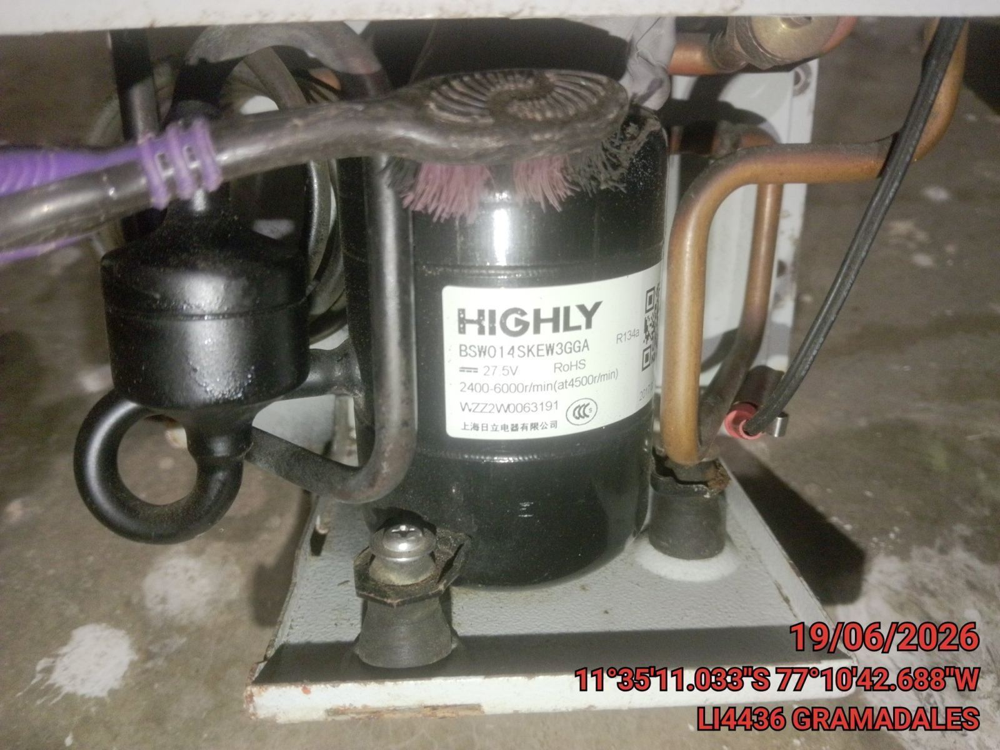 HIGHLY
BSW014SKEW3GGA
R134a
27.5V RoHS
2400-6000r/min(at4500r/min)
WZZ2W0063191
CCC S
上海日立电器有限公司
19/06/2026
11°35'11.033"S 77°10'42.688"W
LI4436 GRAMADALES